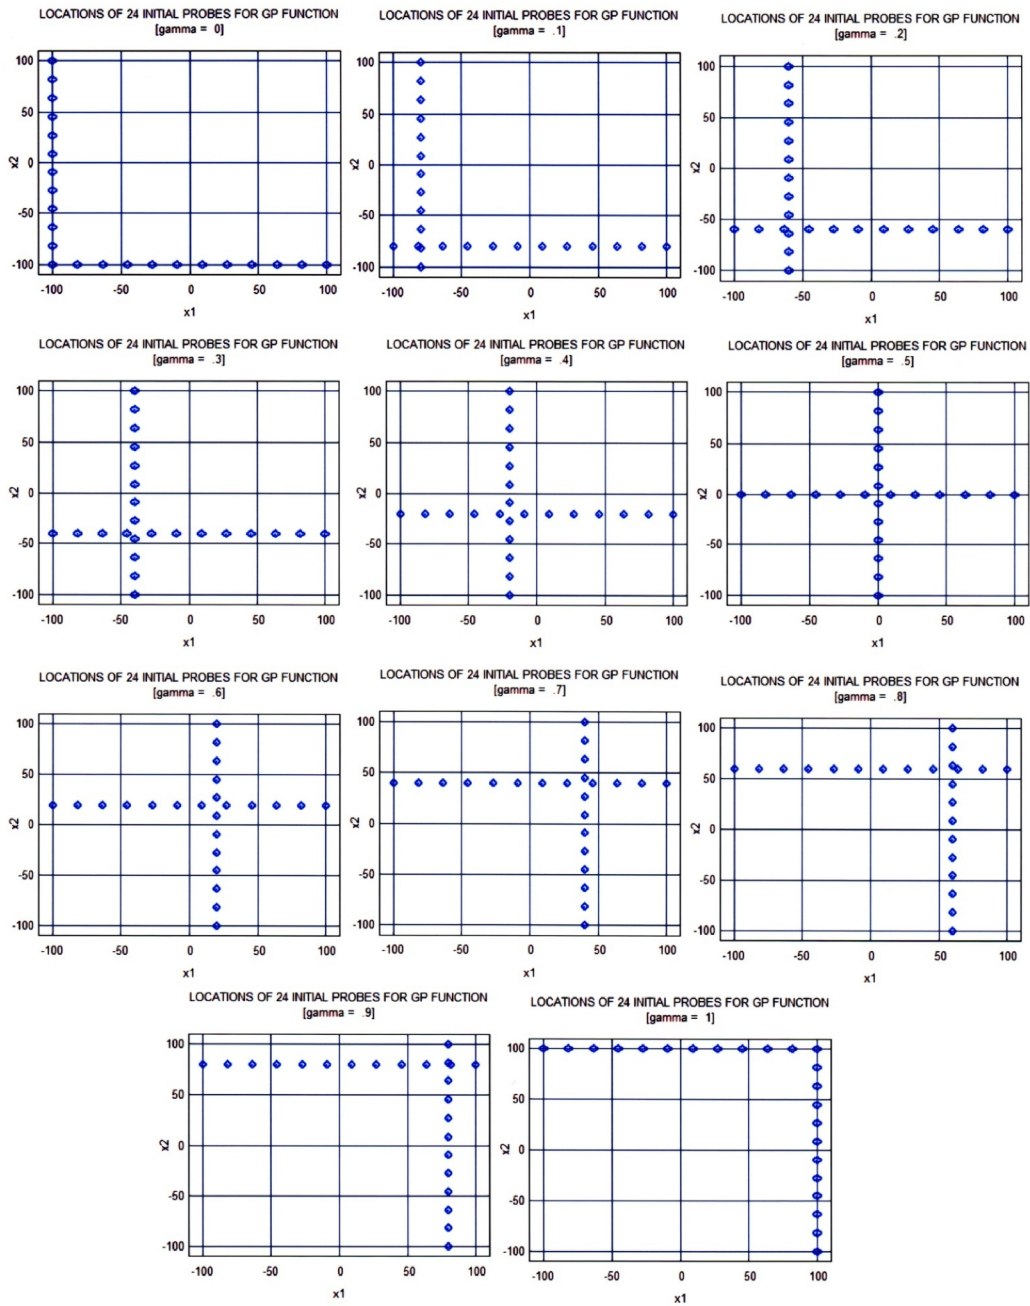 LOCATIONS OF 24 INITIAL PROBES FOR GP FUNCTION
[gamma = 0]
100
50
0
-50
-100
x2
-100 -50 0 50 100
x1
LOCATIONS OF 24 INITIAL PROBES FOR GP FUNCTION
[gamma = .1]
100
50
0
-50
-100
x2
-100 -50 0 50 100
x1
LOCATIONS OF 24 INITIAL PROBES FOR GP FUNCTION
[gamma = .2]
100
50
0
-50
-100
x2
-100 -50 0 50 100
x1
LOCATIONS OF 24 INITIAL PROBES FOR GP FUNCTION
[gamma = .3]
100
50
0
-50
-100
x2
-100 -50 0 50 100
x1
LOCATIONS OF 24 INITIAL PROBES FOR GP FUNCTION
[gamma = .4]
100
50
0
-50
-100
x2
-100 -50 0 50 100
x1
LOCATIONS OF 24 INITIAL PROBES FOR GP FUNCTION
[gamma = .5]
100
50
0
-50
-100
x2
-100 -50 0 50 100
x1
LOCATIONS OF 24 INITIAL PROBES FOR GP FUNCTION
[gamma = .6]
100
50
0
-50
-100
x2
-100 -50 0 50 100
x1
LOCATIONS OF 24 INITIAL PROBES FOR GP FUNCTION
[gamma = .7]
100
50
0
-50
-100
x2
-100 -50 0 50 100
x1
LOCATIONS OF 24 INITIAL PROBES FOR GP FUNCTION
[gamma = .8]
100
50
0
-50
-100
x2
-100 -50 0 50 100
x1
LOCATIONS OF 24 INITIAL PROBES FOR GP FUNCTION
[gamma = .9]
100
50
0
-50
-100
x2
-100 -50 0 50 100
x1
LOCATIONS OF 24 INITIAL PROBES FOR GP FUNCTION
[gamma = 1]
100
50
0
-50
-100
x2
-100 -50 0 50 100
x1